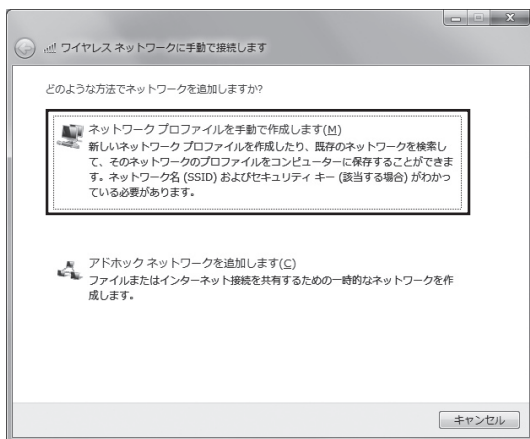 ワイヤレス ネットワークに手動で接続します
どのような方法でネットワークを追加しますか?
ネットワーク プロファイルを手動で作成します(M)
新しいネットワーク プロファイルを作成したり、既存のネットワークを検索し
て、そのネットワークのプロファイルをコンピューターに保存することができま
す。ネットワーク名 (SSID) およびセキュリティ キー (該当する場合) がわかっ
ている必要があります。
アドホック ネットワークを追加します(C)
ファイルまたはインターネット接続を共有するための一時的なネットワークを作
成します。
キャンセル